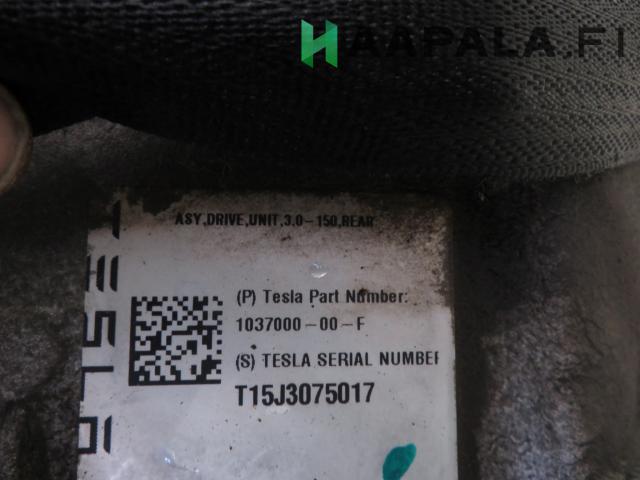 HAAPALA.FI
ASY,DRIVE,UNIT,3.0-150,REAR
(P) Tesla Part Number:
1037000-00-F
(S) TESLA SERIAL NUMBER
T15J3075017